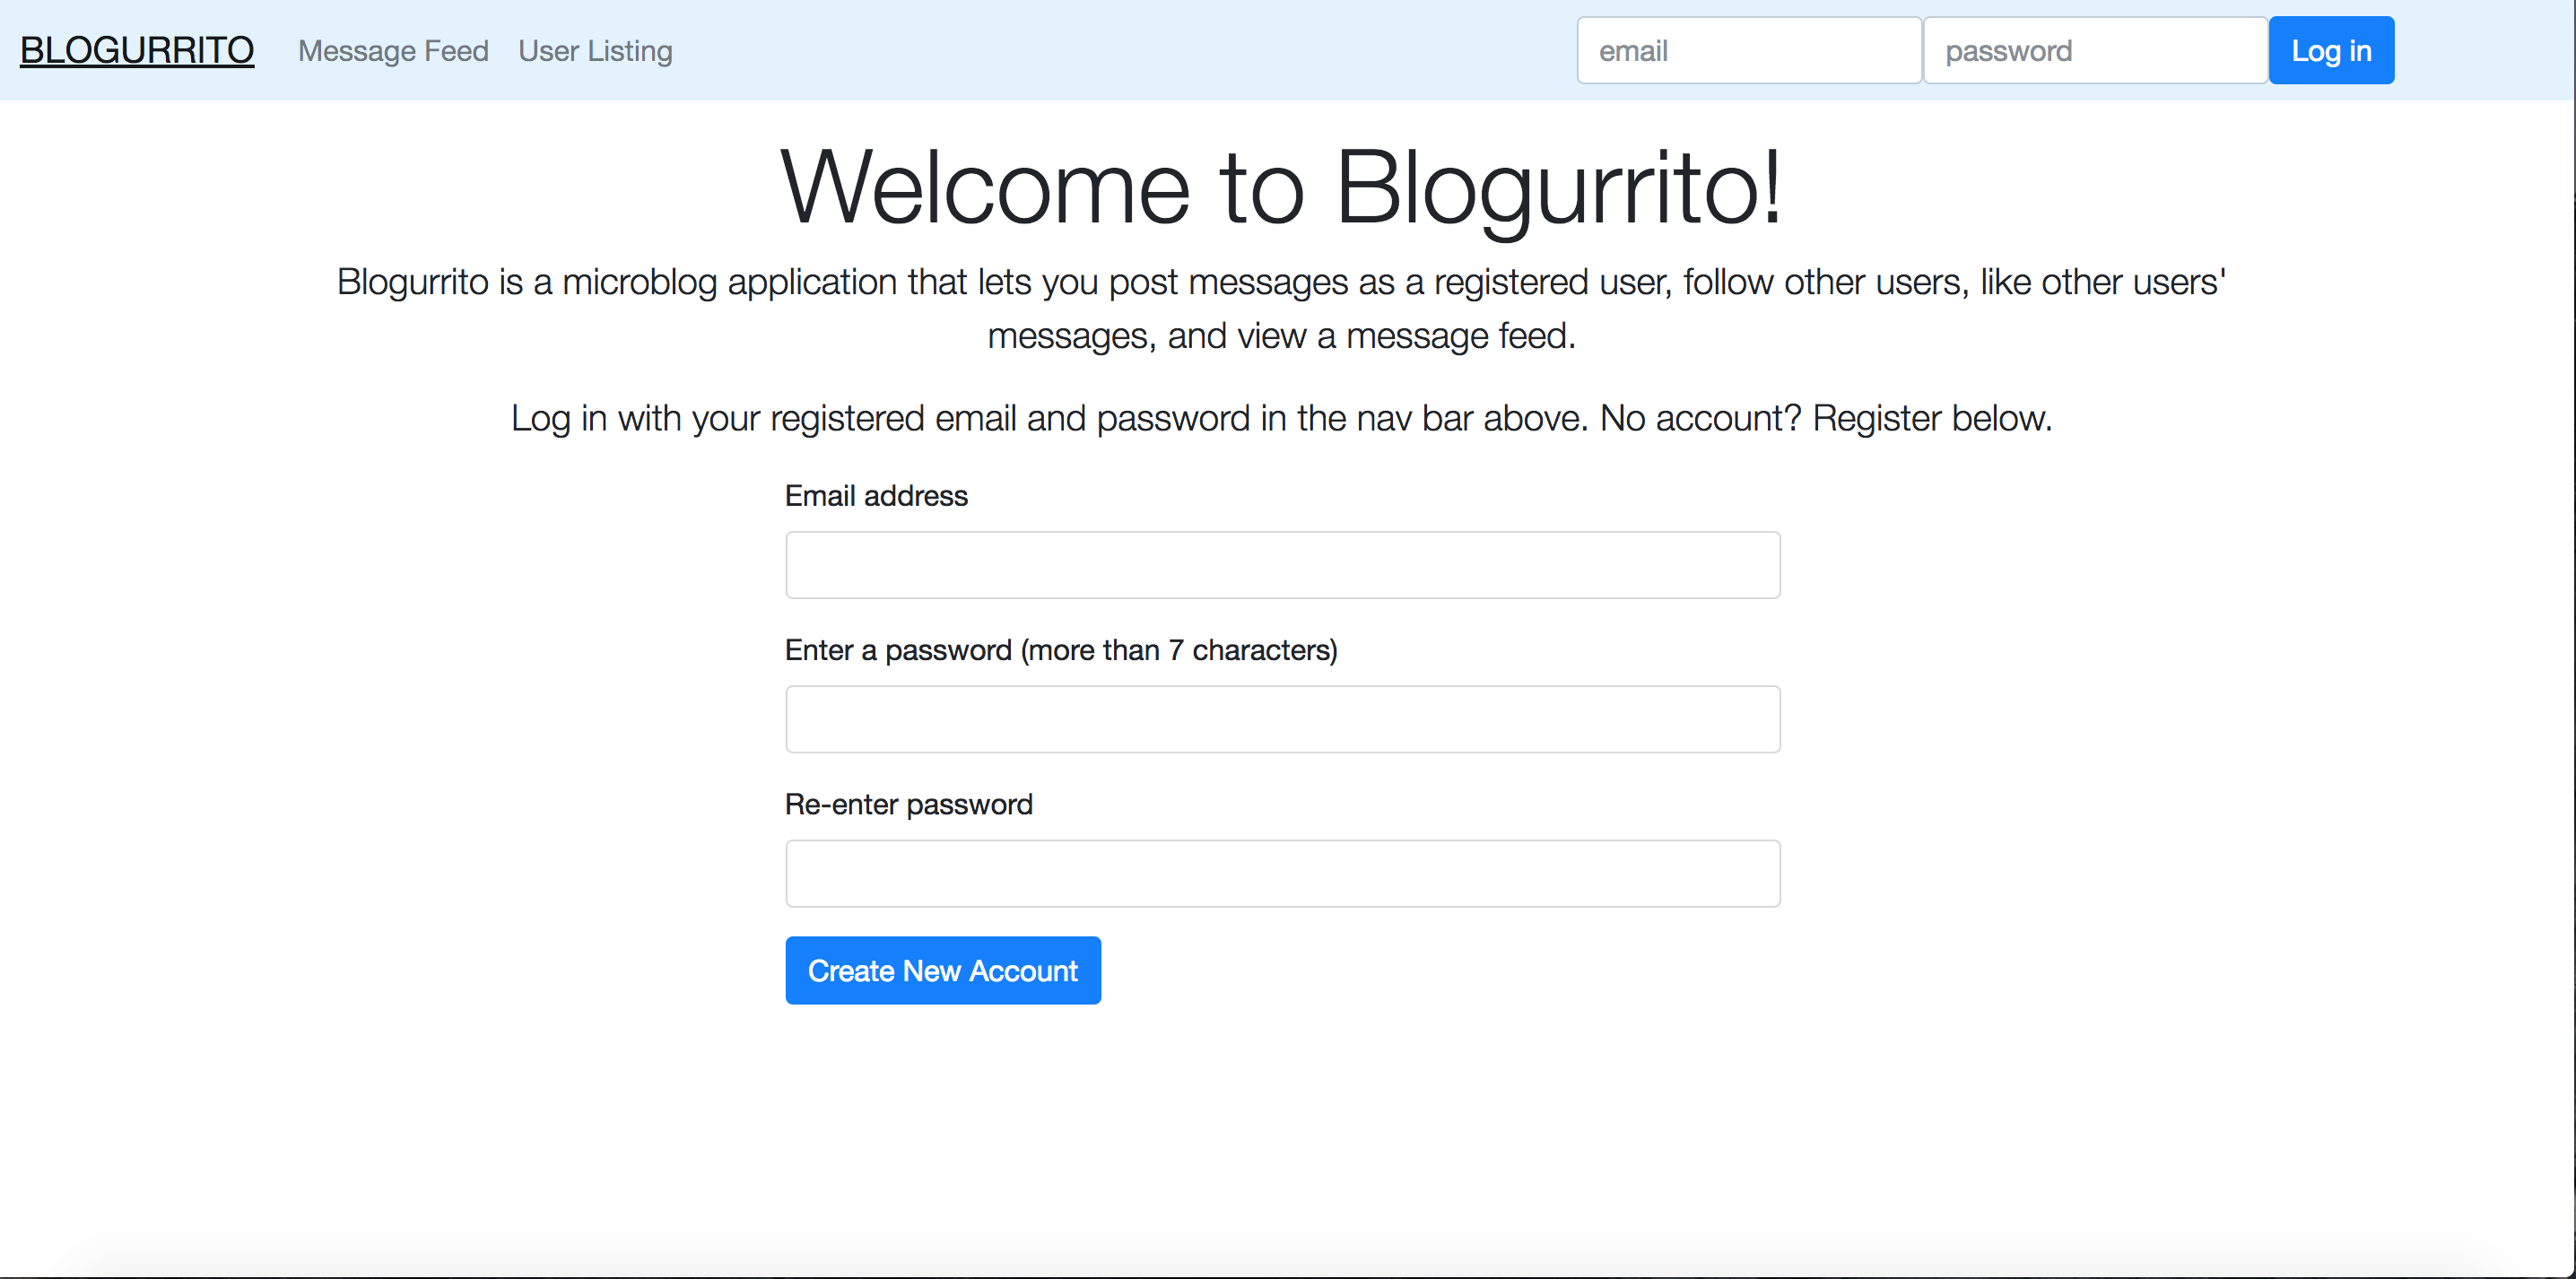 BLOGURRITO Message Feed User Listing email password Log in
Welcome to Blogurrito!
Blogurrito is a microblog application that lets you post messages as a registered user, follow other users, like other users'
messages, and view a message feed.
Log in with your registered email and password in the nav bar above. No account? Register below.
Email address
Enter a password (more than 7 characters)
Re-enter password
Create New Account